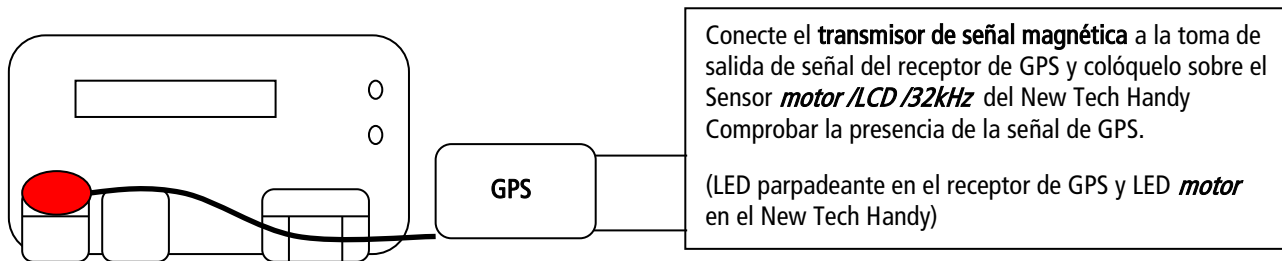 Conecte el transmisor de señal magnética a la toma de
salida de señal del receptor de GPS y colóquelo sobre el
Sensor motor /LCD /32kHz del New Tech Handy
Comprobar la presencia de la señal de GPS.
(LED parpadeante en el receptor de GPS y LED motor
en el New Tech Handy)
GPS